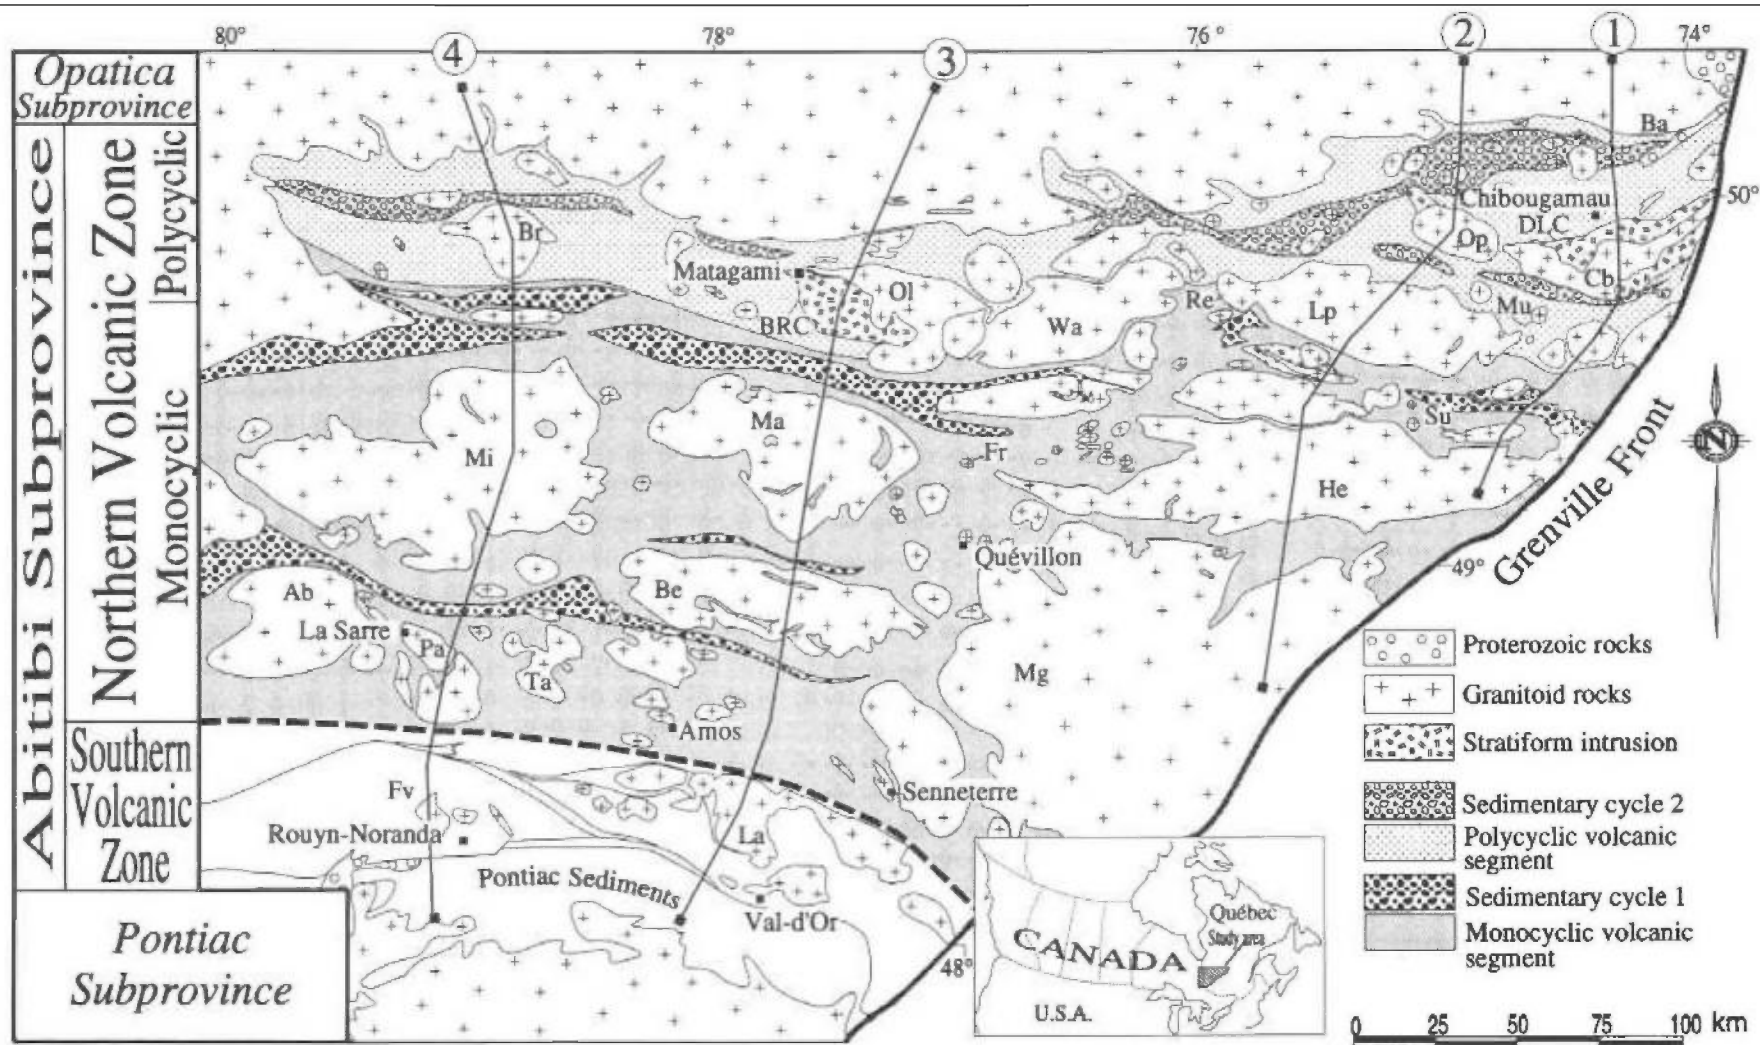 80°
78°
76°
74°
4
3
2
1
Opatica
Subprovince
Abitibi Subprovince
Northern Volcanic Zone
Polycyclic
Monocyclic
Southern
Volcanic
Zone
Pontiac
Subprovince
Ba
50°
Chibougamau
DLC
Br
Op
Matagami
Ol
Cb
Re
Mu
BRC
Wa
Lp
Ma
Su
Mi
Fr
He
N
Grenville Front
Quévillon
49°
Ab
Be
La Sarre
Pa
Ta
Mg
Amos
Fv
Senneterre
Rouyn-Noranda
La
Pontiac Sediments
Val-d'Or
48°
Proterozoic rocks
Granitoid rocks
Stratiform intrusion
Sedimentary cycle 2
Polycyclic volcanic
segment
Sedimentary cycle 1
Monocyclic volcanic
segment
Québec
Study area
CANADA
U.S.A.
0 25 50 75 100 km